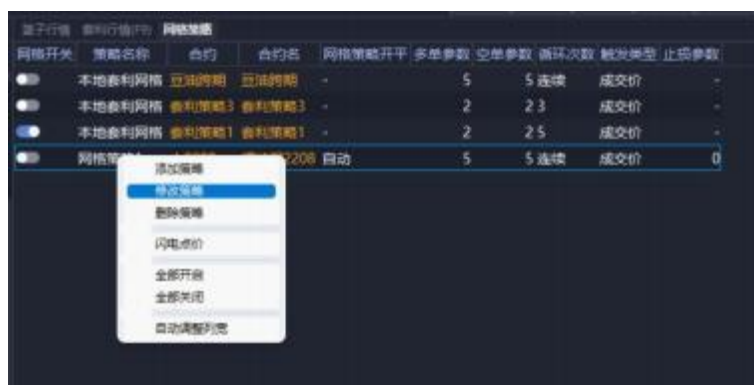 篮子行情 套利行情(F9) 网格策略
网格开关 策略名称 合约 合约名 网格策略开平 多单参数 空单参数 循环次数 触发类型 止损参数
本地套利网格 豆油跨期 豆油跨期 - 5 5 连续 成交价 -
本地套利网格 套利策略3 套利策略3 - 2 2 3 成交价 -
本地套利网格 套利策略1 套利策略1 - 2 2 5 成交价 -
网格策 2208 自动 5 5 连续 成交价 0
添加策略
修改策略
删除策略
闪电点价
全部开启
全部关闭
自动调整列宽